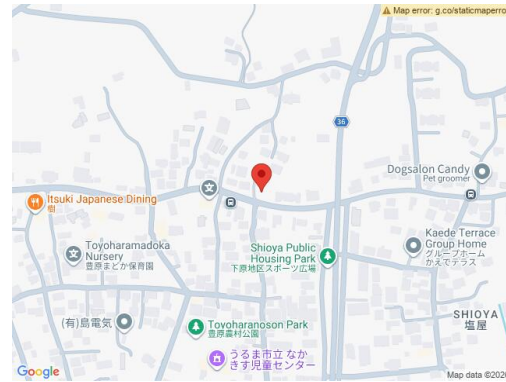 Map error: g.co/staticmaperro
36
Dogsalon Candy
Pet groomer
Itsuki Japanese Dining
樹
Toyoharamadoka
Nursery
豊原まどか保育園
Shioya Public
Housing Park
下原地区スポーツ広場
Kaede Terrace
Group Home
グループホーム
かえでテラス
(有)島電気
Toyoharanoson Park
豊原農村公園
SHIOYA
塩屋
うるま市立 なか
きす児童センター
Google
Map data ©2026